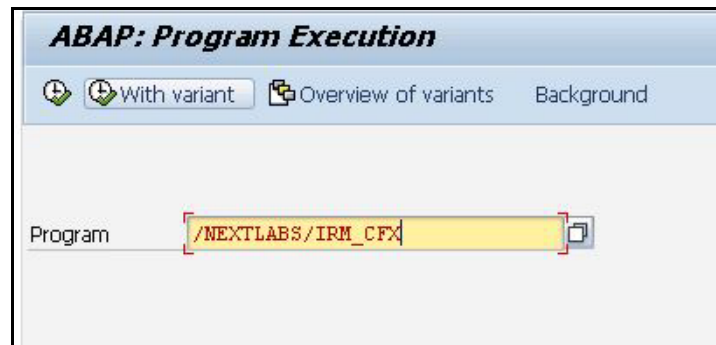 ABAP: Program Execution
With variant Overview of variants Background
Program /NEXTLABS/IRM_CFX